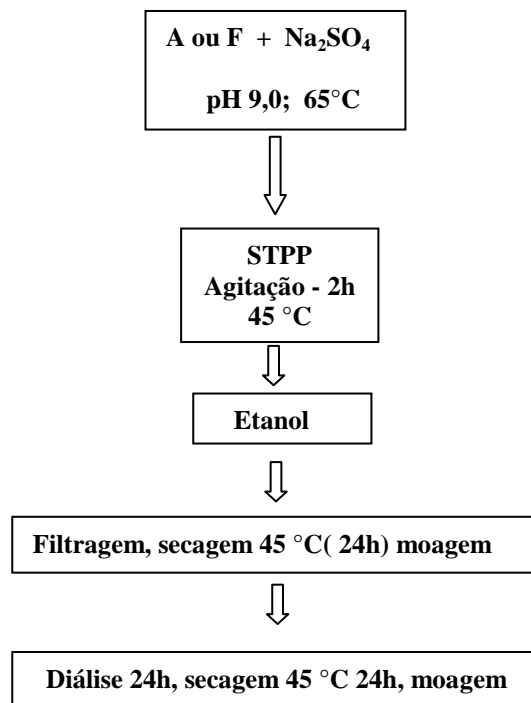 A ou F + Na₂SO₄
pH 9,0; 65°C
STPP
Agitação - 2h
45 °C
Etanol
Filtragem, secagem 45 °C( 24h) moagem
Diálise 24h, secagem 45 °C 24h, moagem